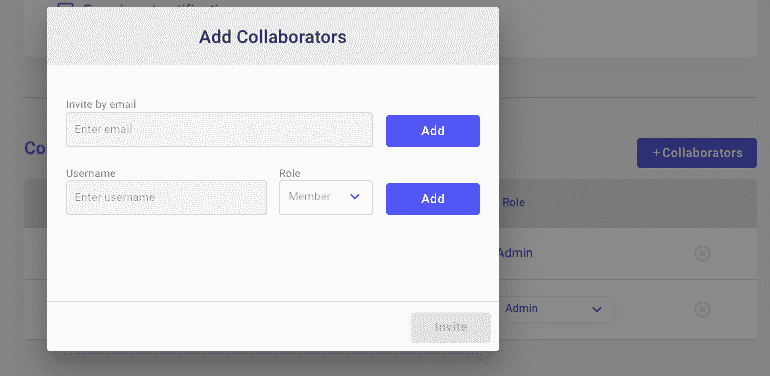 Add Collaborators
Invite by email
Enter email
Add
Co
+Collaborators
Username
Role
Enter username
Member
Add
Role
Admin
Admin
Invite